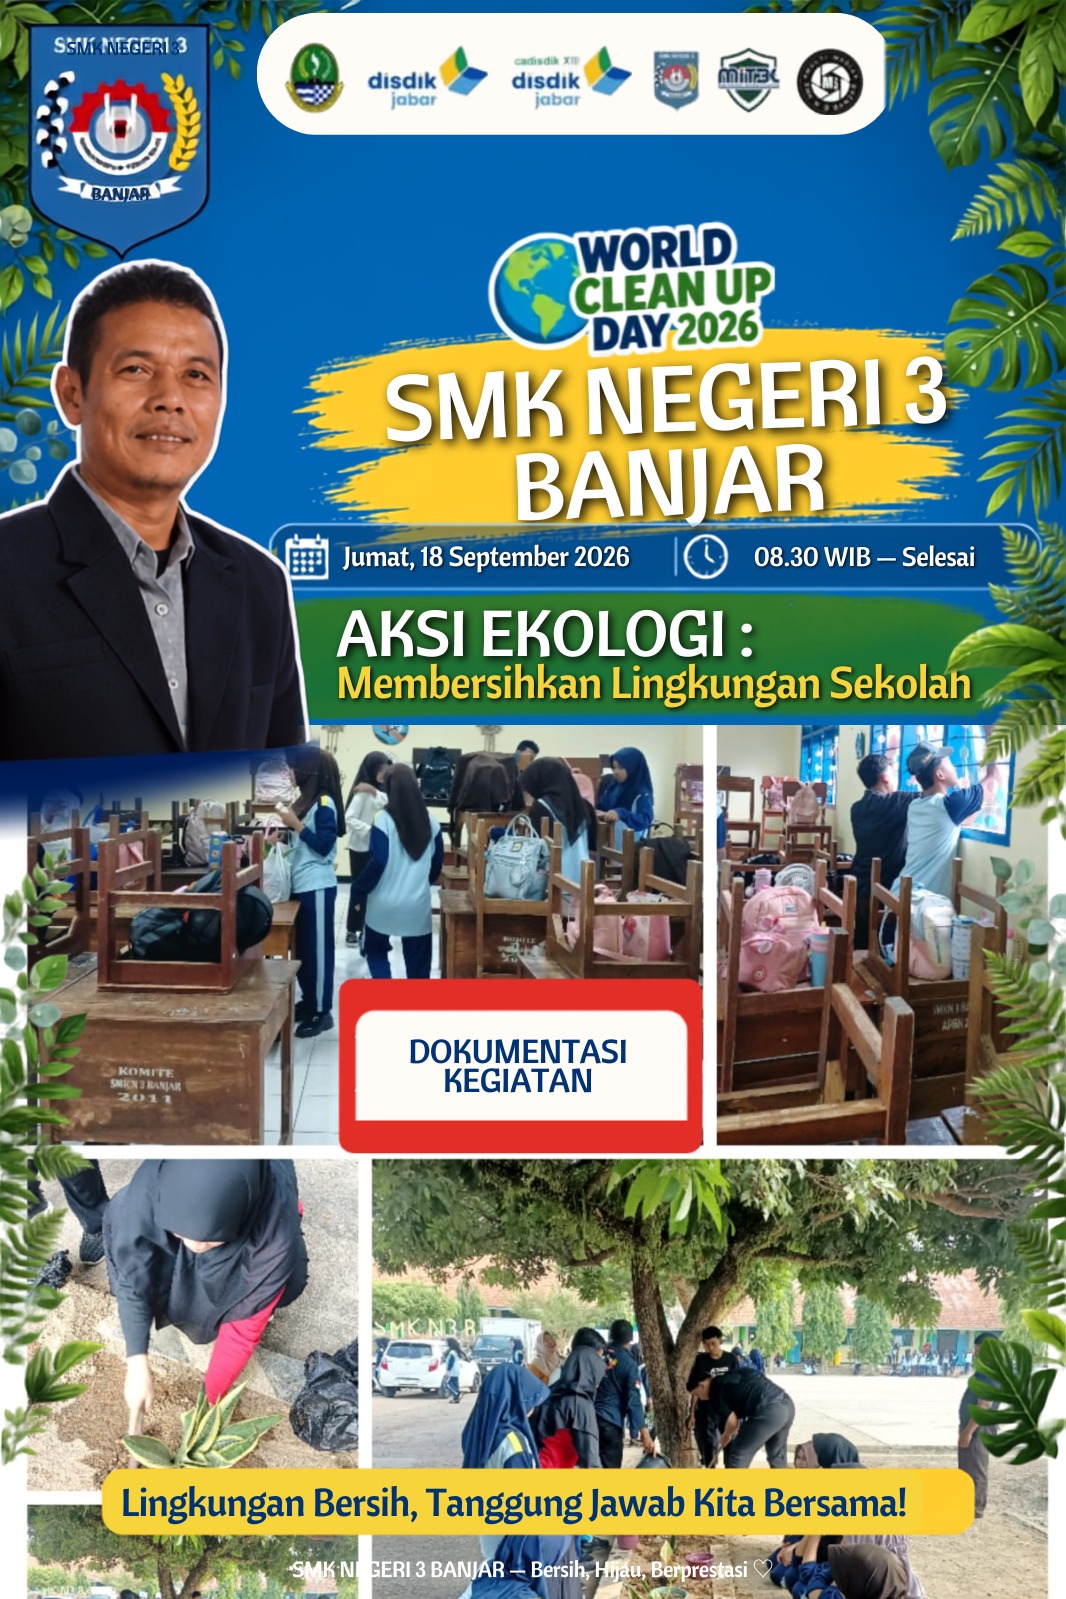 SMK NEGERI 3
BANJAR
disdik
jabar
cadisdik XIII
disdik
jabar
WORLD
CLEAN UP
DAY 2026
SMK NEGERI 3
BANJAR
Jumat, 18 September 2026
08.30 WIB — Selesai
AKSI EKOLOGI :
Membersihkan Lingkungan Sekolah
KOMITE
SMKN 3 BANJAR
2011
DOKUMENTASI
KEGIATAN
SMKN3 B
Lingkungan Bersih, Tanggung Jawab Kita Bersama!
SMK NEGERI 3 BANJAR — Bersih, Hijau, Berprestasi ♡